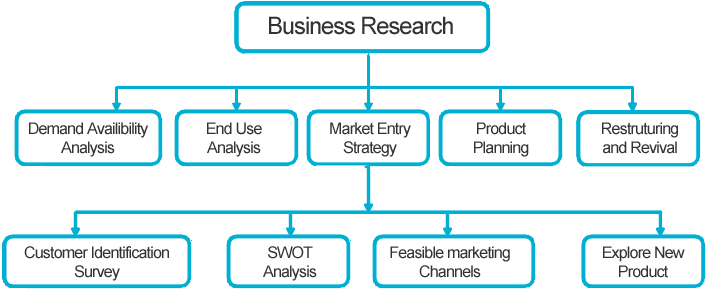 Business Research
Demand Availibility
Analysis
End Use
Analysis
Market Entry
Strategy
Product
Planning
Restruturing
and Revival
Customer Identification
Survey
SWOT
Analysis
Feasible marketing
Channels
Explore New
Product